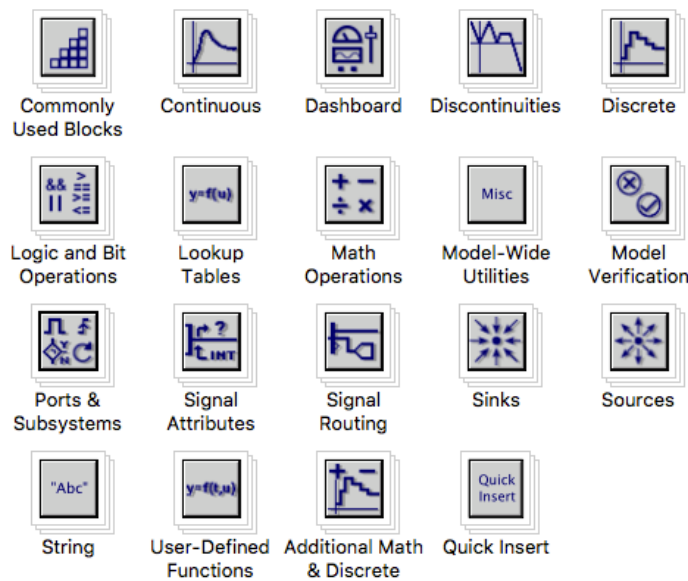 Commonly
Used Blocks
Continuous
Dashboard
Discontinuities
Discrete
&& >
|| ==
>=
<=
Logic and Bit
Operations
y=f(u)
Lookup
Tables
+ −
÷ ×
Math
Operations
Misc
Model-Wide
Utilities
Model
Verification
Y
N
Ports &
Subsystems
?
INT
Signal
Attributes
Signal
Routing
Sinks
Sources
"Abc"
String
y=f(t,u)
User-Defined
Functions
+ −
Additional Math
& Discrete
Quick
Insert
Quick Insert